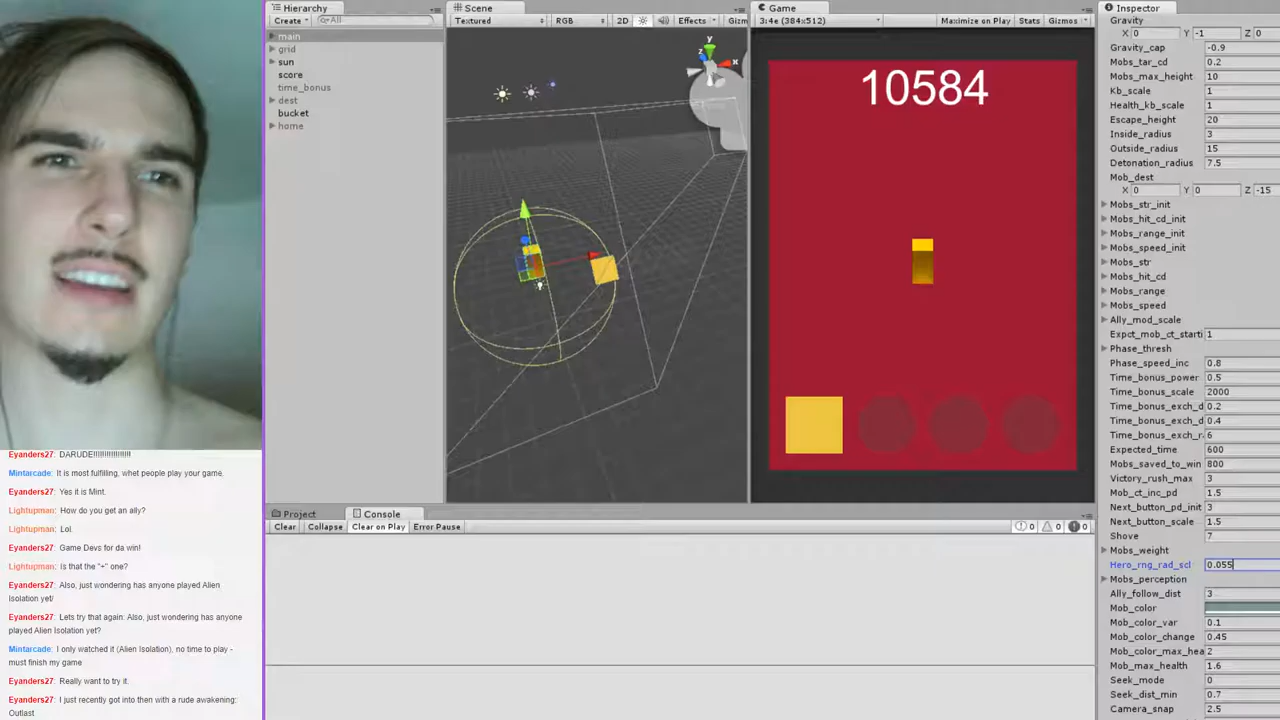 Hierarchy
Create
All
main
grid
sun
score
time_bonus
dest
bucket
home
Scene
Textured
RGB
2D
Effects
Gizm
y
z
x
Game
3:4e (384x512)
Maximize on Play
Stats
Gizmos
10584
Inspector
Gravity
X 0 Y -1 Z 0
Gravity_cap -0.9
Mobs_tar_cd 0.2
Mobs_max_height 10
Kb_scale 1
Health_kb_scale 1
Escape_height 20
Inside_radius 3
Outside_radius 15
Detonation_radius 7.5
Mob_dest
X 0 Y 0 Z -15
Mobs_str_init
Mobs_hit_cd_init
Mobs_range_init
Mobs_speed_init
Mobs_str
Mobs_hit_cd
Mobs_range
Mobs_speed
Ally_mod_scale
Expct_mob_ct_starti 1
Phase_thresh
Phase_speed_inc 0.8
Time_bonus_power 0.5
Time_bonus_scale 2000
Time_bonus_exch_d 0.2
Time_bonus_exch_d 0.4
Time_bonus_exch_r 6
Expected_time 600
Mobs_saved_to_win 800
Victory_rush_max 3
Mob_ct_inc_pd 1.5
Next_button_pd_init 3
Next_button_scale 1.5
Shove 7
Mobs_weight
Hero_rng_rad_scl 0.055
Mobs_perception
Ally_follow_dist 3
Mob_color
Mob_color_var 0.1
Mob_color_change 0.45
Mob_color_max_hea 2
Mob_max_health 1.6
Seek_mode 0
Seek_dist_min 0.7
Camera_snap 2.5
Project
Console
Clear
Collapse
Clear on Play
Error Pause
0
0
0
Eyanders27: DARUDE!!!!!!!!!!!!!!!!!!
Mintarcade: It is most fulfilling, whet people play your game.
Eyanders27: Yes it is Mint.
Lightupman: How do you get an ally?
Lightupman: Lol.
Eyanders27: Game Devs for da win!
Lightupman: is that the "+" one?
Eyanders27: Also, just wondering has anyone played Alien
Isolation yet/
Eyanders27: Lets try that again: Also, just wondering has anyone
played Alien Isolation yet?
Mintarcade: I only watched it (Alien Isolation), no time to play -
must finish my game
Eyanders27: Really want to try it.
Eyanders27: I just recently got into then with a rude awakening:
Outlast